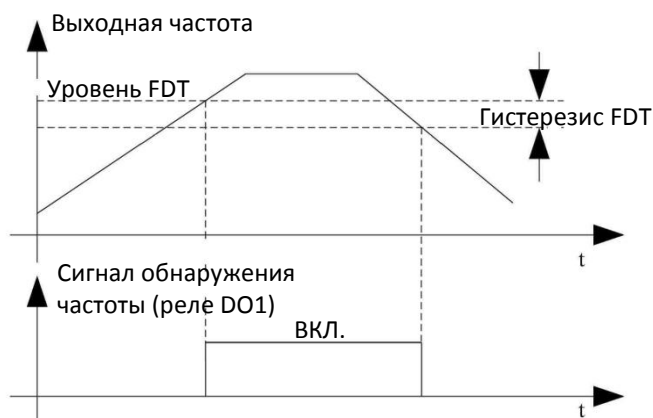 Выходная частота
Уровень FDT
Гистерезис FDT
t
Сигнал обнаружения
частоты (реле DO1)
ВКЛ.
t